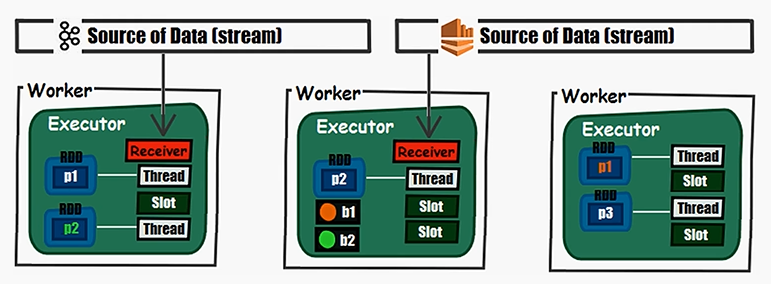 Source of Data (stream)
Source of Data (stream)
Worker
Executor
Receiver
RDD
p1
Thread
Slot
RDD
p2
Thread
Worker
Executor
Receiver
RDD
p2
Thread
b1
Slot
b2
Slot
Worker
Executor
RDD
p1
Thread
Slot
RDD
p3
Thread
Slot